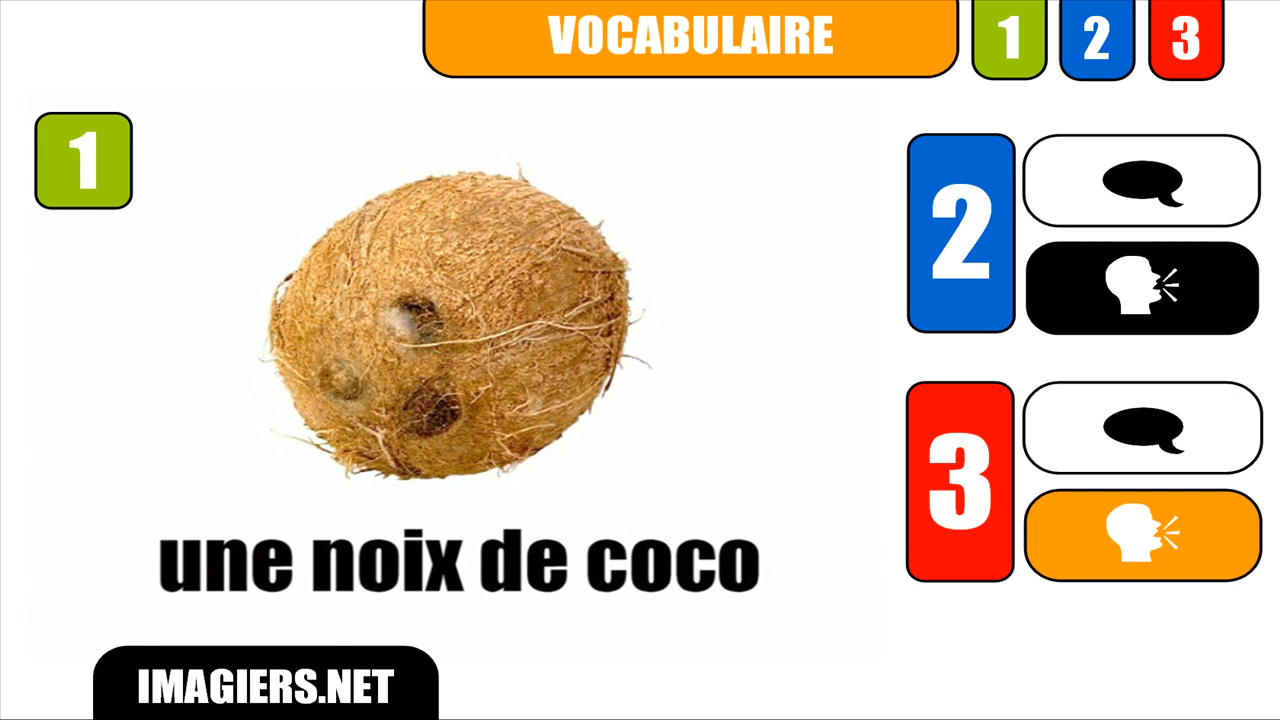 VOCABULAIRE
1 2 3
1
2
3
une noix de coco
IMAGIERS.NET